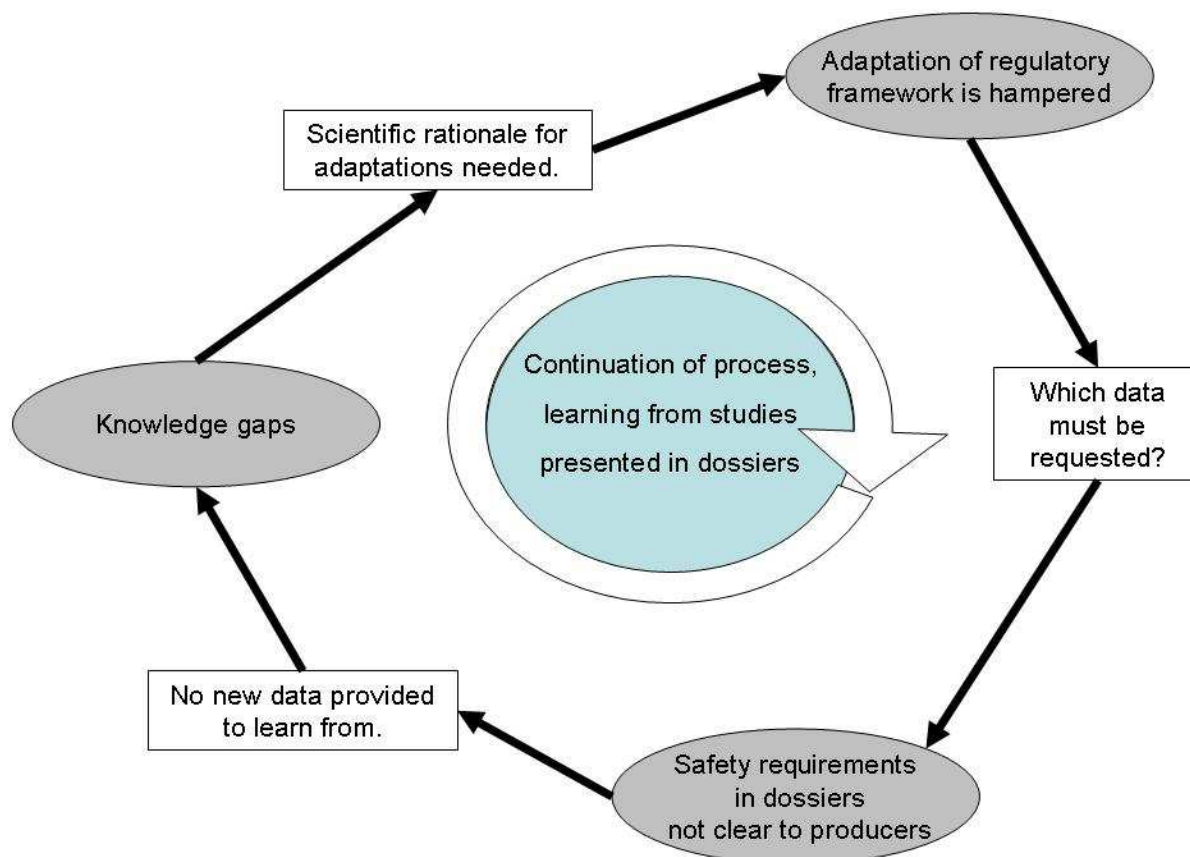 Adaptation of regulatory
framework is hampered
Scientific rationale for
adaptations needed.
Continuation of process,
learning from studies
presented in dossiers
Which data
must be
requested?
Knowledge gaps
No new data provided
to learn from.
Safety requirements
in dossiers
not clear to producers